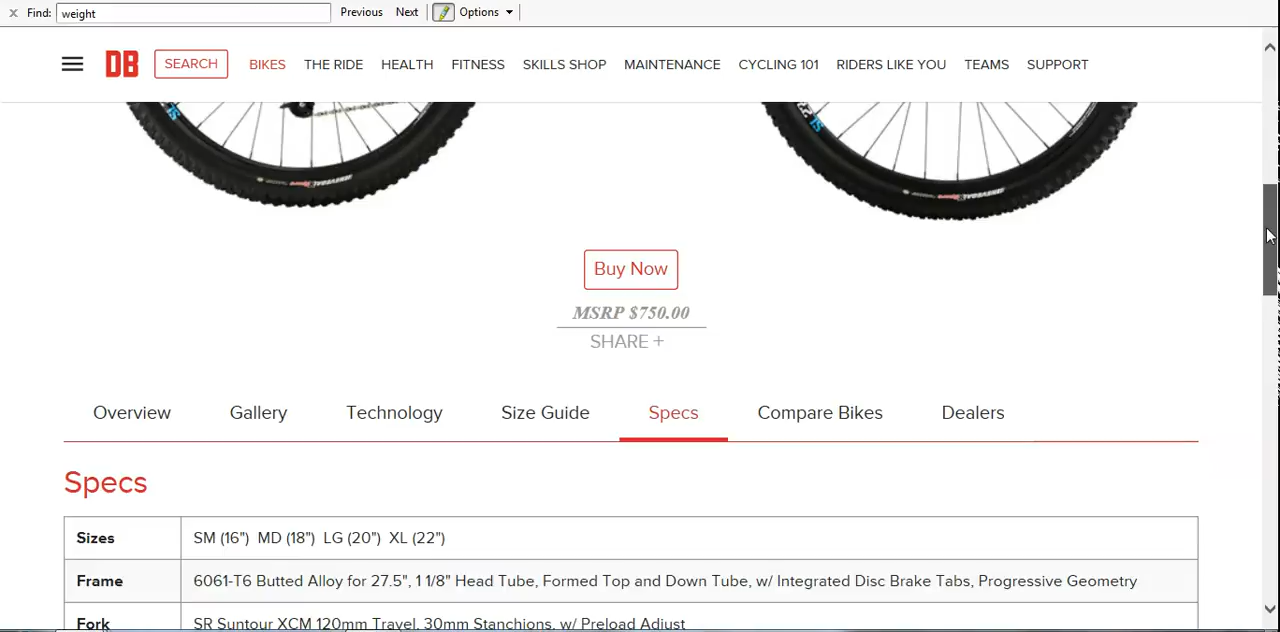 x Find: weight Previous Next Options
DB SEARCH BIKES THE RIDE HEALTH FITNESS SKILLS SHOP MAINTENANCE CYCLING 101 RIDERS LIKE YOU TEAMS SUPPORT
Buy Now
MSRP $750.00
SHARE +
Overview Gallery Technology Size Guide Specs Compare Bikes Dealers
Specs
Sizes SM (16") MD (18") LG (20") XL (22")
Frame 6061-T6 Butted Alloy for 27.5", 1 1/8" Head Tube, Formed Top and Down Tube, w/ Integrated Disc Brake Tabs, Progressive Geometry
Fork SR Suntour XCM 120mm Travel, 30mm Stanchions, w/ Preload Adjust